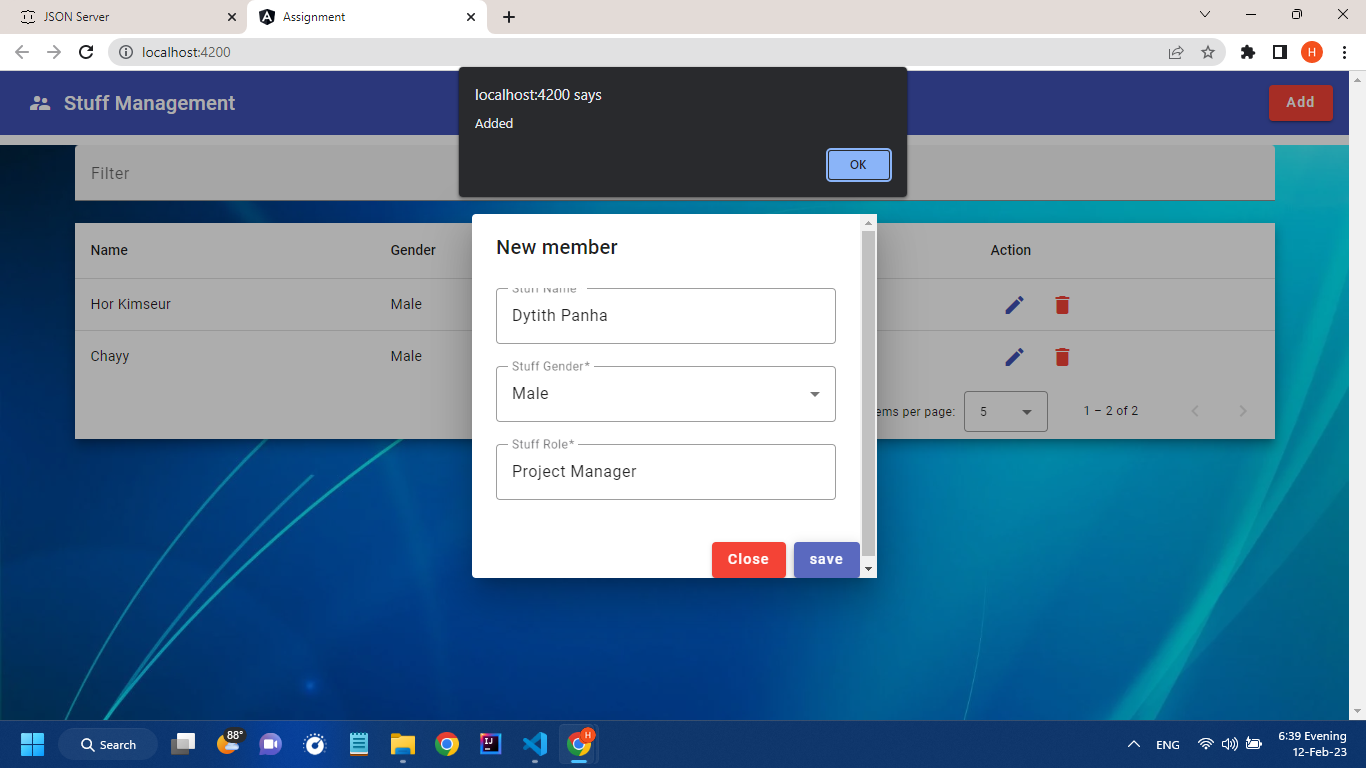 JSON Server
Assignment
localhost:4200
H
Stuff Management
Add
localhost:4200 says
Added
OK
Filter
New member
Name Gender Action
Stuff Name
Dytith Panha
Hor Kimseur Male
Chayy Male
Stuff Gender*
Male
ems per page: 5 1 – 2 of 2
Stuff Role*
Project Manager
Close save
Search
88°
H
ENG
6:39 Evening
12-Feb-23